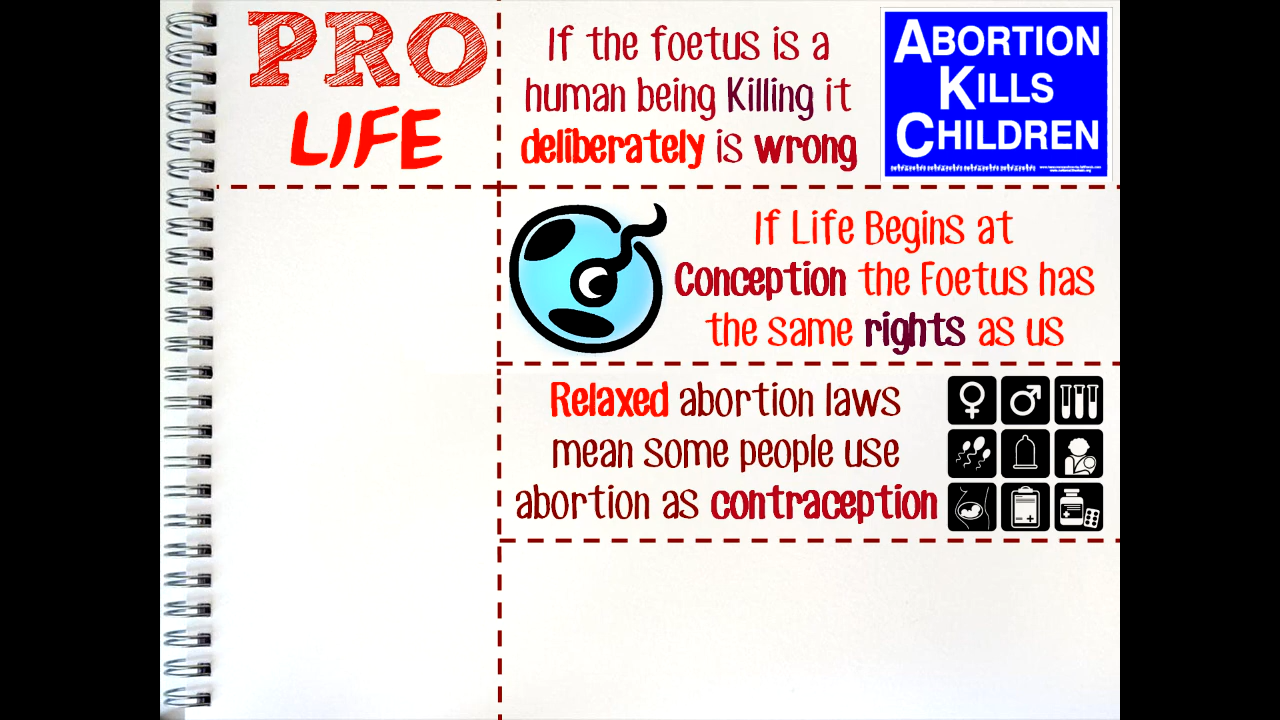 PRO
LIFE
If the foetus is a
human being Killing it
deliberately is wrong
ABORTION
KILLS
CHILDREN
If Life Begins at
Conception the Foetus has
the same rights as us
Relaxed abortion laws
mean some people use
abortion as contraception